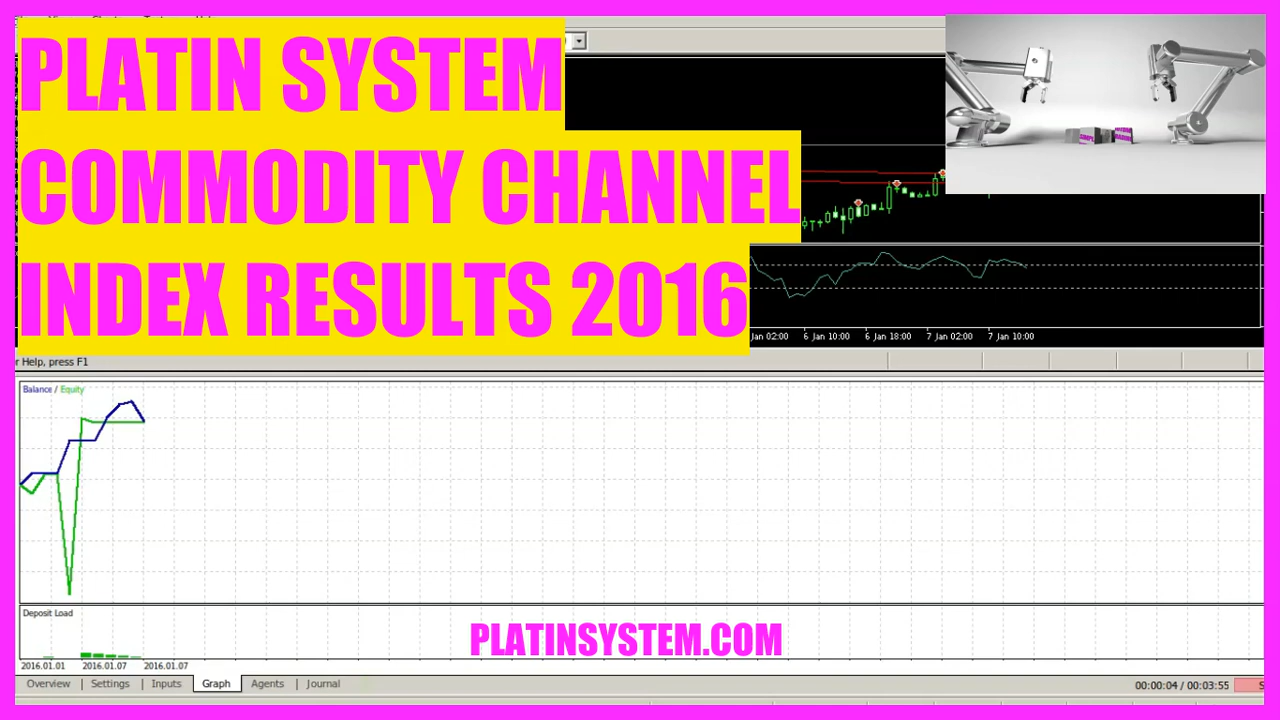 PLATIN SYSTEM
COMMODITY CHANNEL
INDEX RESULTS 2016
Jan 02:00 6 Jan 10:00 6 Jan 18:00 7 Jan 02:00 7 Jan 10:00
r Help, press F1
Balance / Equity
Deposit Load
PLATINSYSTEM.COM
2016.01.01 2016.01.07 2016.01.07
Overview | Settings | Inputs | Graph | Agents | Journal
00:00:04 / 00:03:55